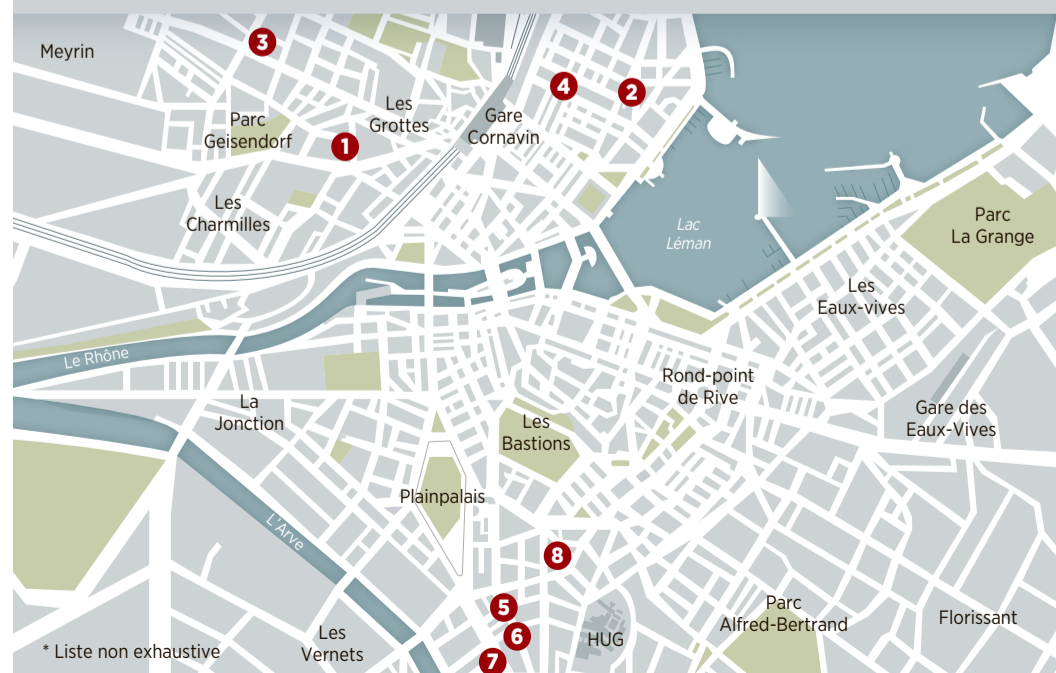 3
Meyrin
4
2
Les
Grottes
Gare
Cornavin
Parc
Geisendorf
1
Les
Charmilles
Lac
Léman
Parc
La Grange
Les
Eaux-vives
Le Rhône
Rond-point
de Rive
La
Jonction
Les
Bastions
Gare des
Eaux-Vives
Plainpalais
L'Arve
8
5
6
7
HUG
Parc
Alfred-Bertrand
Florissant
Les
Vernets
* Liste non exhaustive